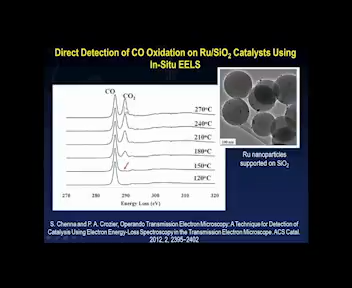 Direct Detection of CO Oxidation on Ru/SiO₂ Catalysts Using
In-Situ EELS
CO
CO₂
270°C
240°C
210°C
180°C
150°C
120°C
270 280 290 300 310 320
Energy-Loss (eV)
100 nm
Ru nanoparticles
supported on SiO₂
S. Chenna and P. A. Crozier, Operando Transmission Electron Microscopy: A Technique for Detection of
Catalysis Using Electron Energy-Loss Spectroscopy in the Transmission Electron Microscope. ACS Catal.
2012, 2, 2395–2402